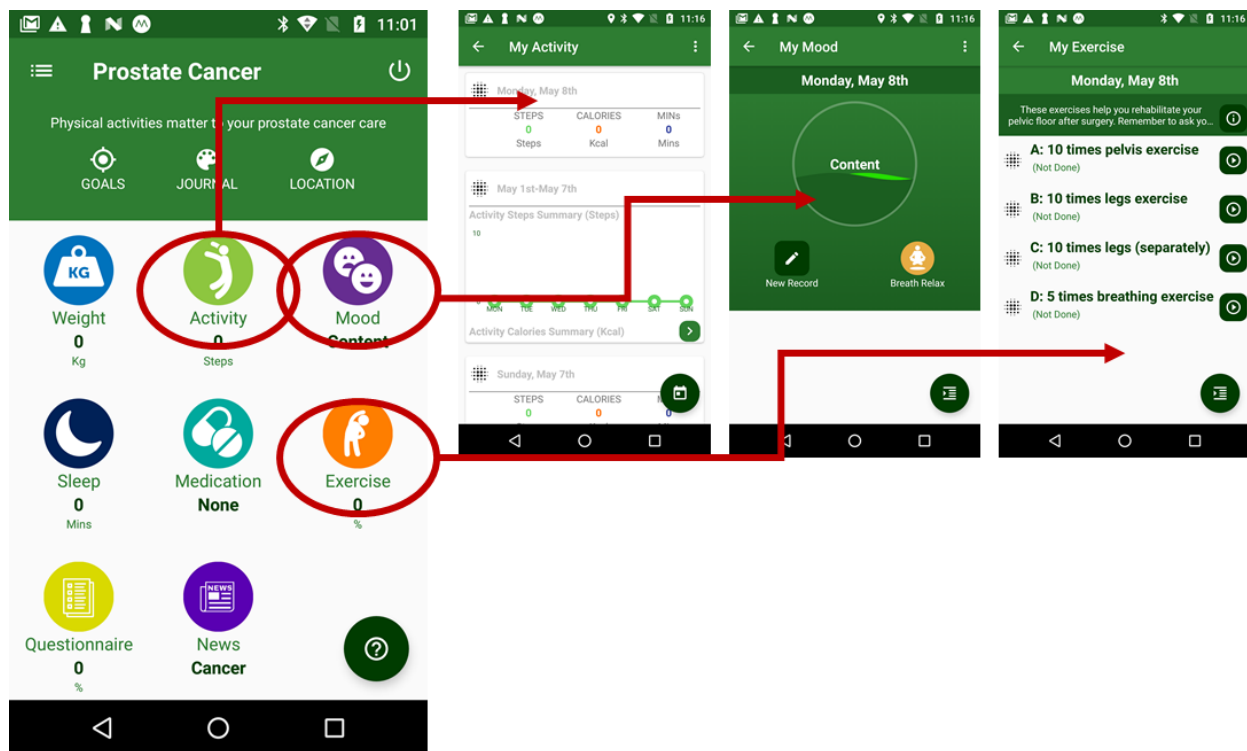 11:01
Prostate Cancer
Physical activities matter to your prostate cancer care
GOALS JOURNAL LOCATION
KG
Weight Activity Mood
0 0 Content
Kg Steps
Sleep Medication Exercise
0 None 0
Mins %
NEWS
Questionnaire News
0 Cancer
%
11:16
My Activity
Monday, May 8th
STEPS CALORIES MINs
0 0 0
Steps Kcal Mins
May 1st-May 7th
Activity Steps Summary (Steps)
10
0
MON TUE WED THU FRI SAT SUN
Activity Calories Summary (Kcal)
Sunday, May 7th
STEPS CALORIES
0 0
11:16
My Mood
Monday, May 8th
Content
New Record Breath Relax
11:16
My Exercise
Monday, May 8th
These exercises help you rehabilitate your
pelvic floor after surgery. Remember to ask yo...
A: 10 times pelvis exercise
(Not Done)
B: 10 times legs exercise
(Not Done)
C: 10 times legs (separately)
(Not Done)
D: 5 times breathing exercise
(Not Done)